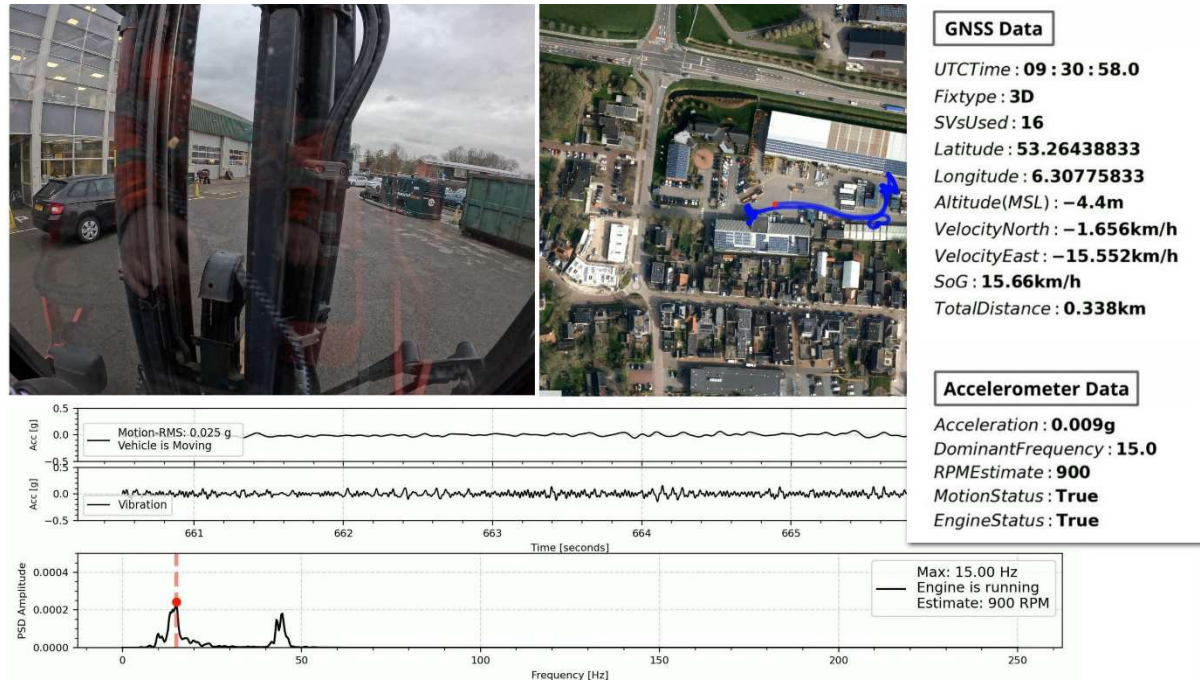 GNSS Data
UTCTime : 09 : 30 : 58.0
Fixtype : 3D
SVsUsed : 16
Latitude : 53.26438833
Longitude : 6.30775833
Altitude(MSL) : −4.4m
VelocityNorth : −1.656km/h
VelocityEast : −15.552km/h
SoG : 15.66km/h
TotalDistance : 0.338km
Accelerometer Data
Acceleration : 0.009g
DominantFrequency : 15.0
RPMEstimate : 900
MotionStatus : True
EngineStatus : True
Acc [g]
0.5
0.0
−0.5
Motion-RMS: 0.025 g
Vehicle is Moving
Acc [g]
0.5
0.0
−0.5
Vibration
661 662 663 664 665
Time [seconds]
PSD Amplitude
0.0004
0.0002
0.0000
Max: 15.00 Hz
Engine is running
Estimate: 900 RPM
0 50 100 150 200 250
Frequency [Hz]